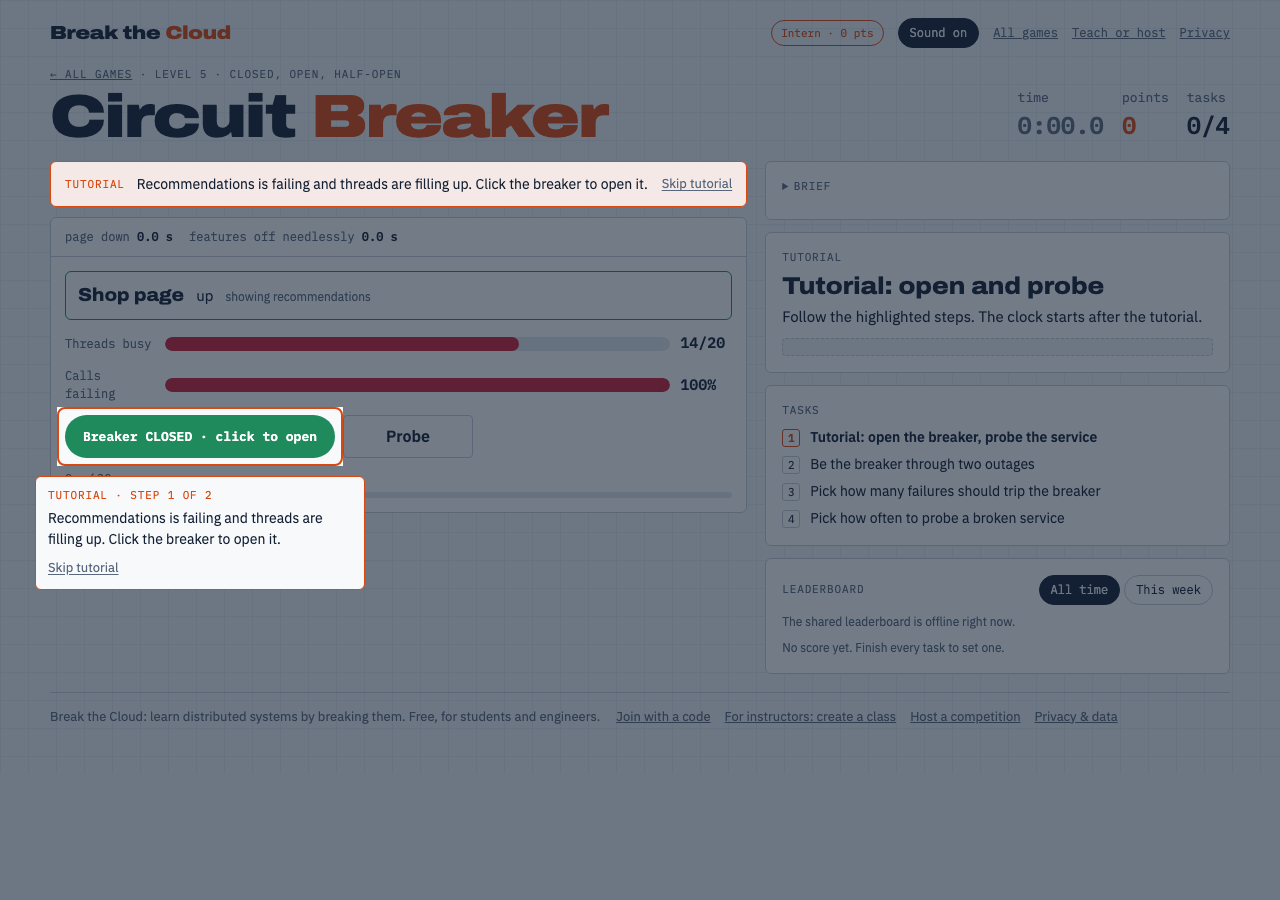 Break the Cloud
Intern · 0 pts
Sound on
All games
Teach or host
Privacy
← ALL GAMES · LEVEL 5 · CLOSED, OPEN, HALF-OPEN
Circuit Breaker
time
0:00.0
points
0
tasks
0/4
TUTORIAL Recommendations is failing and threads are filling up. Click the breaker to open it. Skip tutorial
page down 0.0 s features off needlessly 0.0 s
Shop page up showing recommendations
Threads busy 14/20
Calls failing 100%
Breaker CLOSED · click to open
Probe
TUTORIAL · STEP 1 OF 2
Recommendations is failing and threads are
filling up. Click the breaker to open it.
Skip tutorial
▶ BRIEF
TUTORIAL
Tutorial: open and probe
Follow the highlighted steps. The clock starts after the tutorial.
TASKS
1 Tutorial: open the breaker, probe the service
2 Be the breaker through two outages
3 Pick how many failures should trip the breaker
4 Pick how often to probe a broken service
LEADERBOARD
All time
This week
The shared leaderboard is offline right now.
No score yet. Finish every task to set one.
Break the Cloud: learn distributed systems by breaking them. Free, for students and engineers. Join with a code For instructors: create a class Host a competition Privacy & data